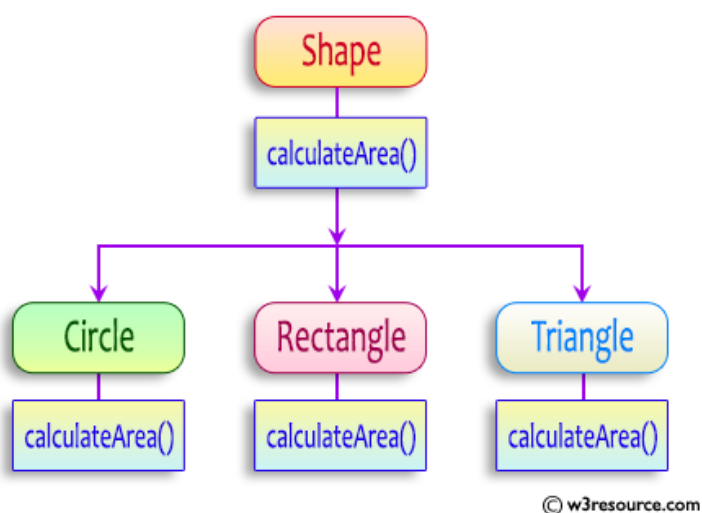 Shape
calculateArea()
Circle
Rectangle
Triangle
calculateArea()
calculateArea()
calculateArea()
© w3resource.com